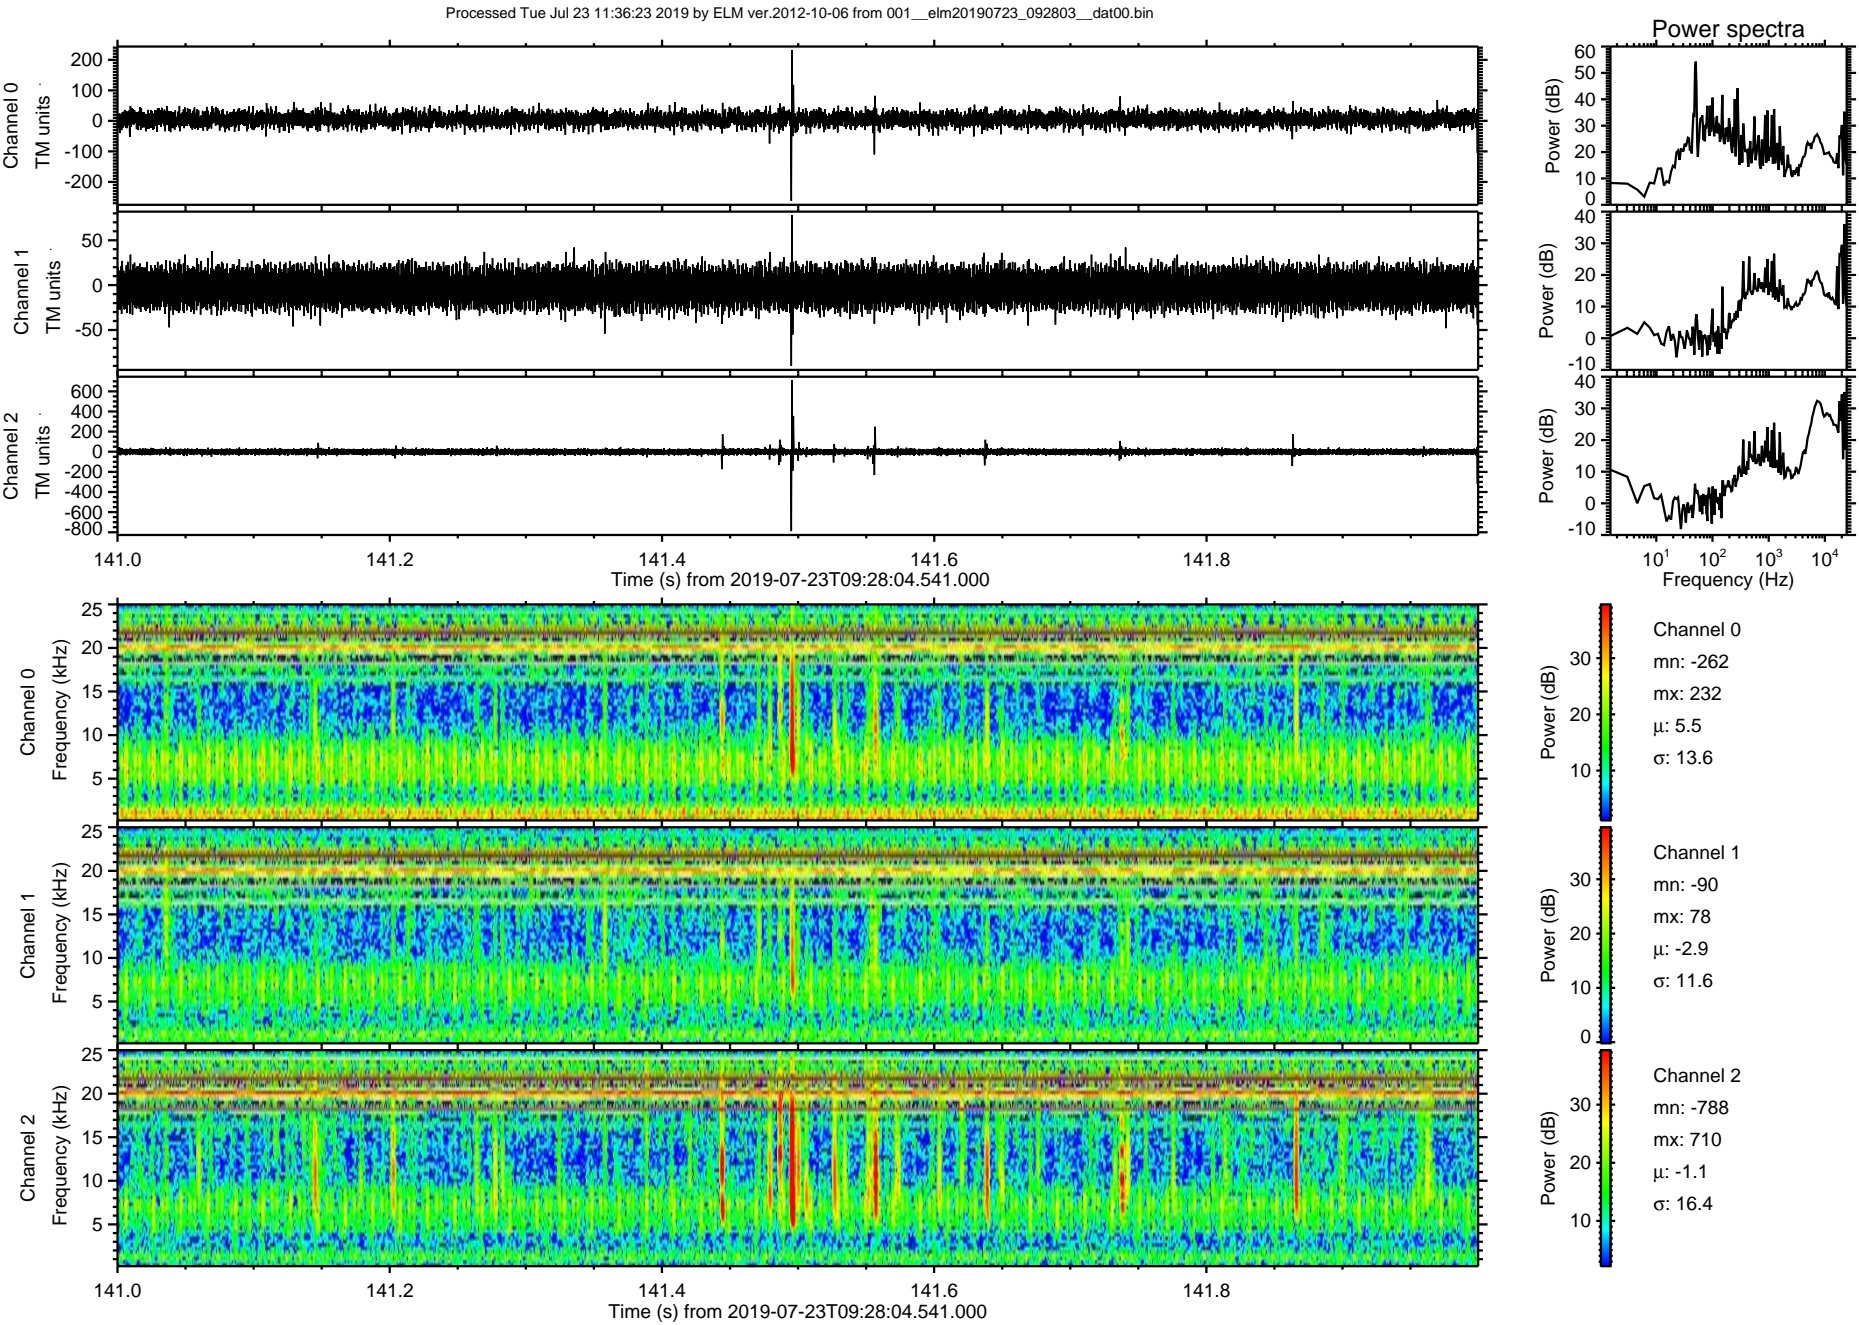 Processed Tue Jul 23 11:36:23 2019 by ELM ver.2012-10-06 from 001__elm20190723_092803__dat00.bin
Power spectra
Channel 0
TM units
200
100
0
-100
-200
Power (dB)
60
50
40
30
20
10
0
Channel 1
TM units
50
0
-50
Power (dB)
40
30
20
10
0
-10
Channel 2
TM units
600
400
200
0
-200
-400
-600
-800
Power (dB)
40
30
20
10
0
-10
141.0 141.2 141.4 141.6 141.8
Time (s) from 2019-07-23T09:28:04.541.000
10¹ 10² 10³ 10⁴
Frequency (Hz)
Channel 0
Frequency (kHz)
25
20
15
10
5
Power (dB)
30
20
10
Channel 0
mn: -262
mx: 232
μ: 5.5
σ: 13.6
Channel 1
Frequency (kHz)
25
20
15
10
5
Power (dB)
30
20
10
0
Channel 1
mn: -90
mx: 78
μ: -2.9
σ: 11.6
Channel 2
Frequency (kHz)
25
20
15
10
5
Power (dB)
30
20
10
Channel 2
mn: -788
mx: 710
μ: -1.1
σ: 16.4
141.0 141.2 141.4 141.6 141.8
Time (s) from 2019-07-23T09:28:04.541.000